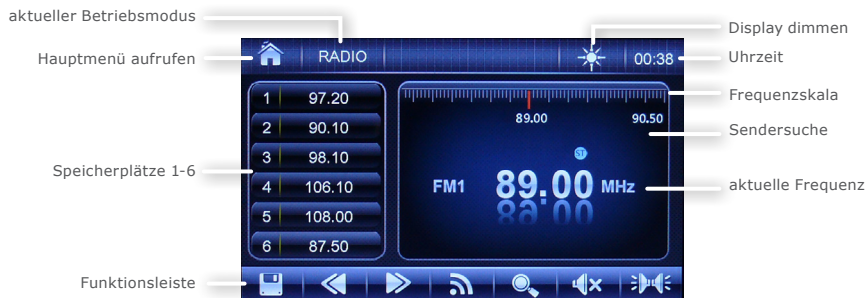 aktueller Betriebsmodus
Display dimmen
Hauptmenü aufrufen
RADIO
00:38
Uhrzeit
1 97.20
Frequenzskala
89.00 90.50
2 90.10
Sendersuche
3 98.10
ST
Speicherplätze 1-6
4 106.10
FM1 89.00 MHz
aktuelle Frequenz
5 108.00
6 87.50
Funktionsleiste